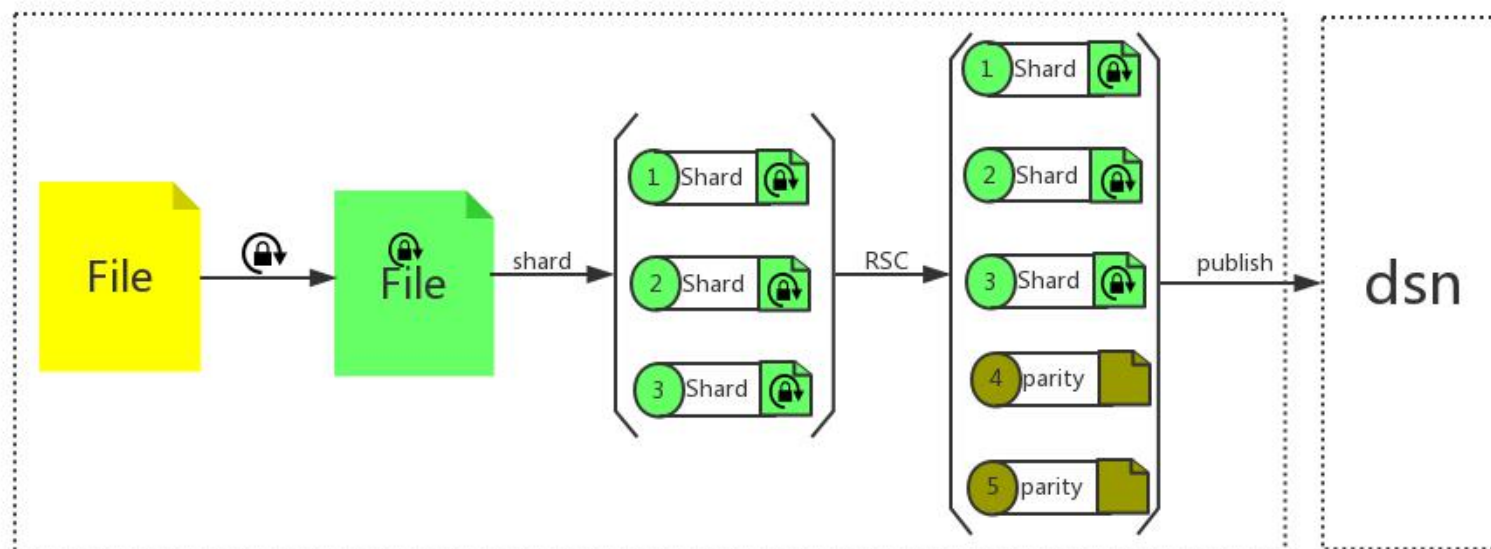 File
File
shard
1 Shard
2 Shard
3 Shard
RSC
1 Shard
2 Shard
3 Shard
4 parity
5 parity
publish
dsn